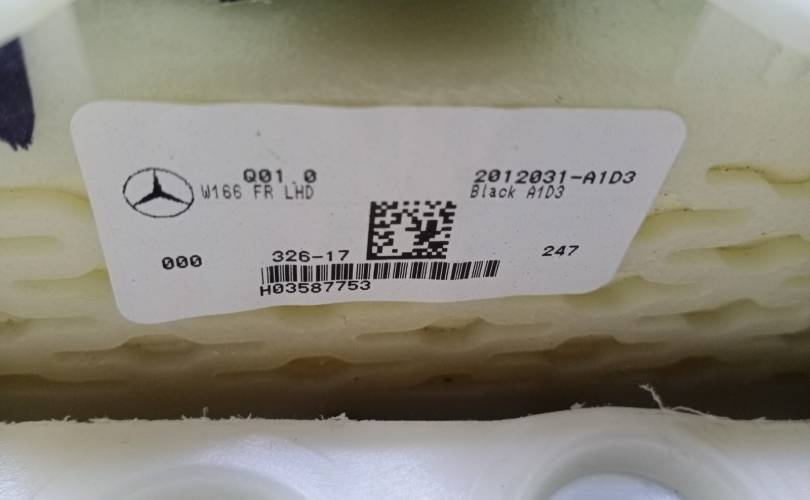 Q01.0 2012031-A1D3
W166 FR LHD Black A1D3
000 326-17 247
H03587753